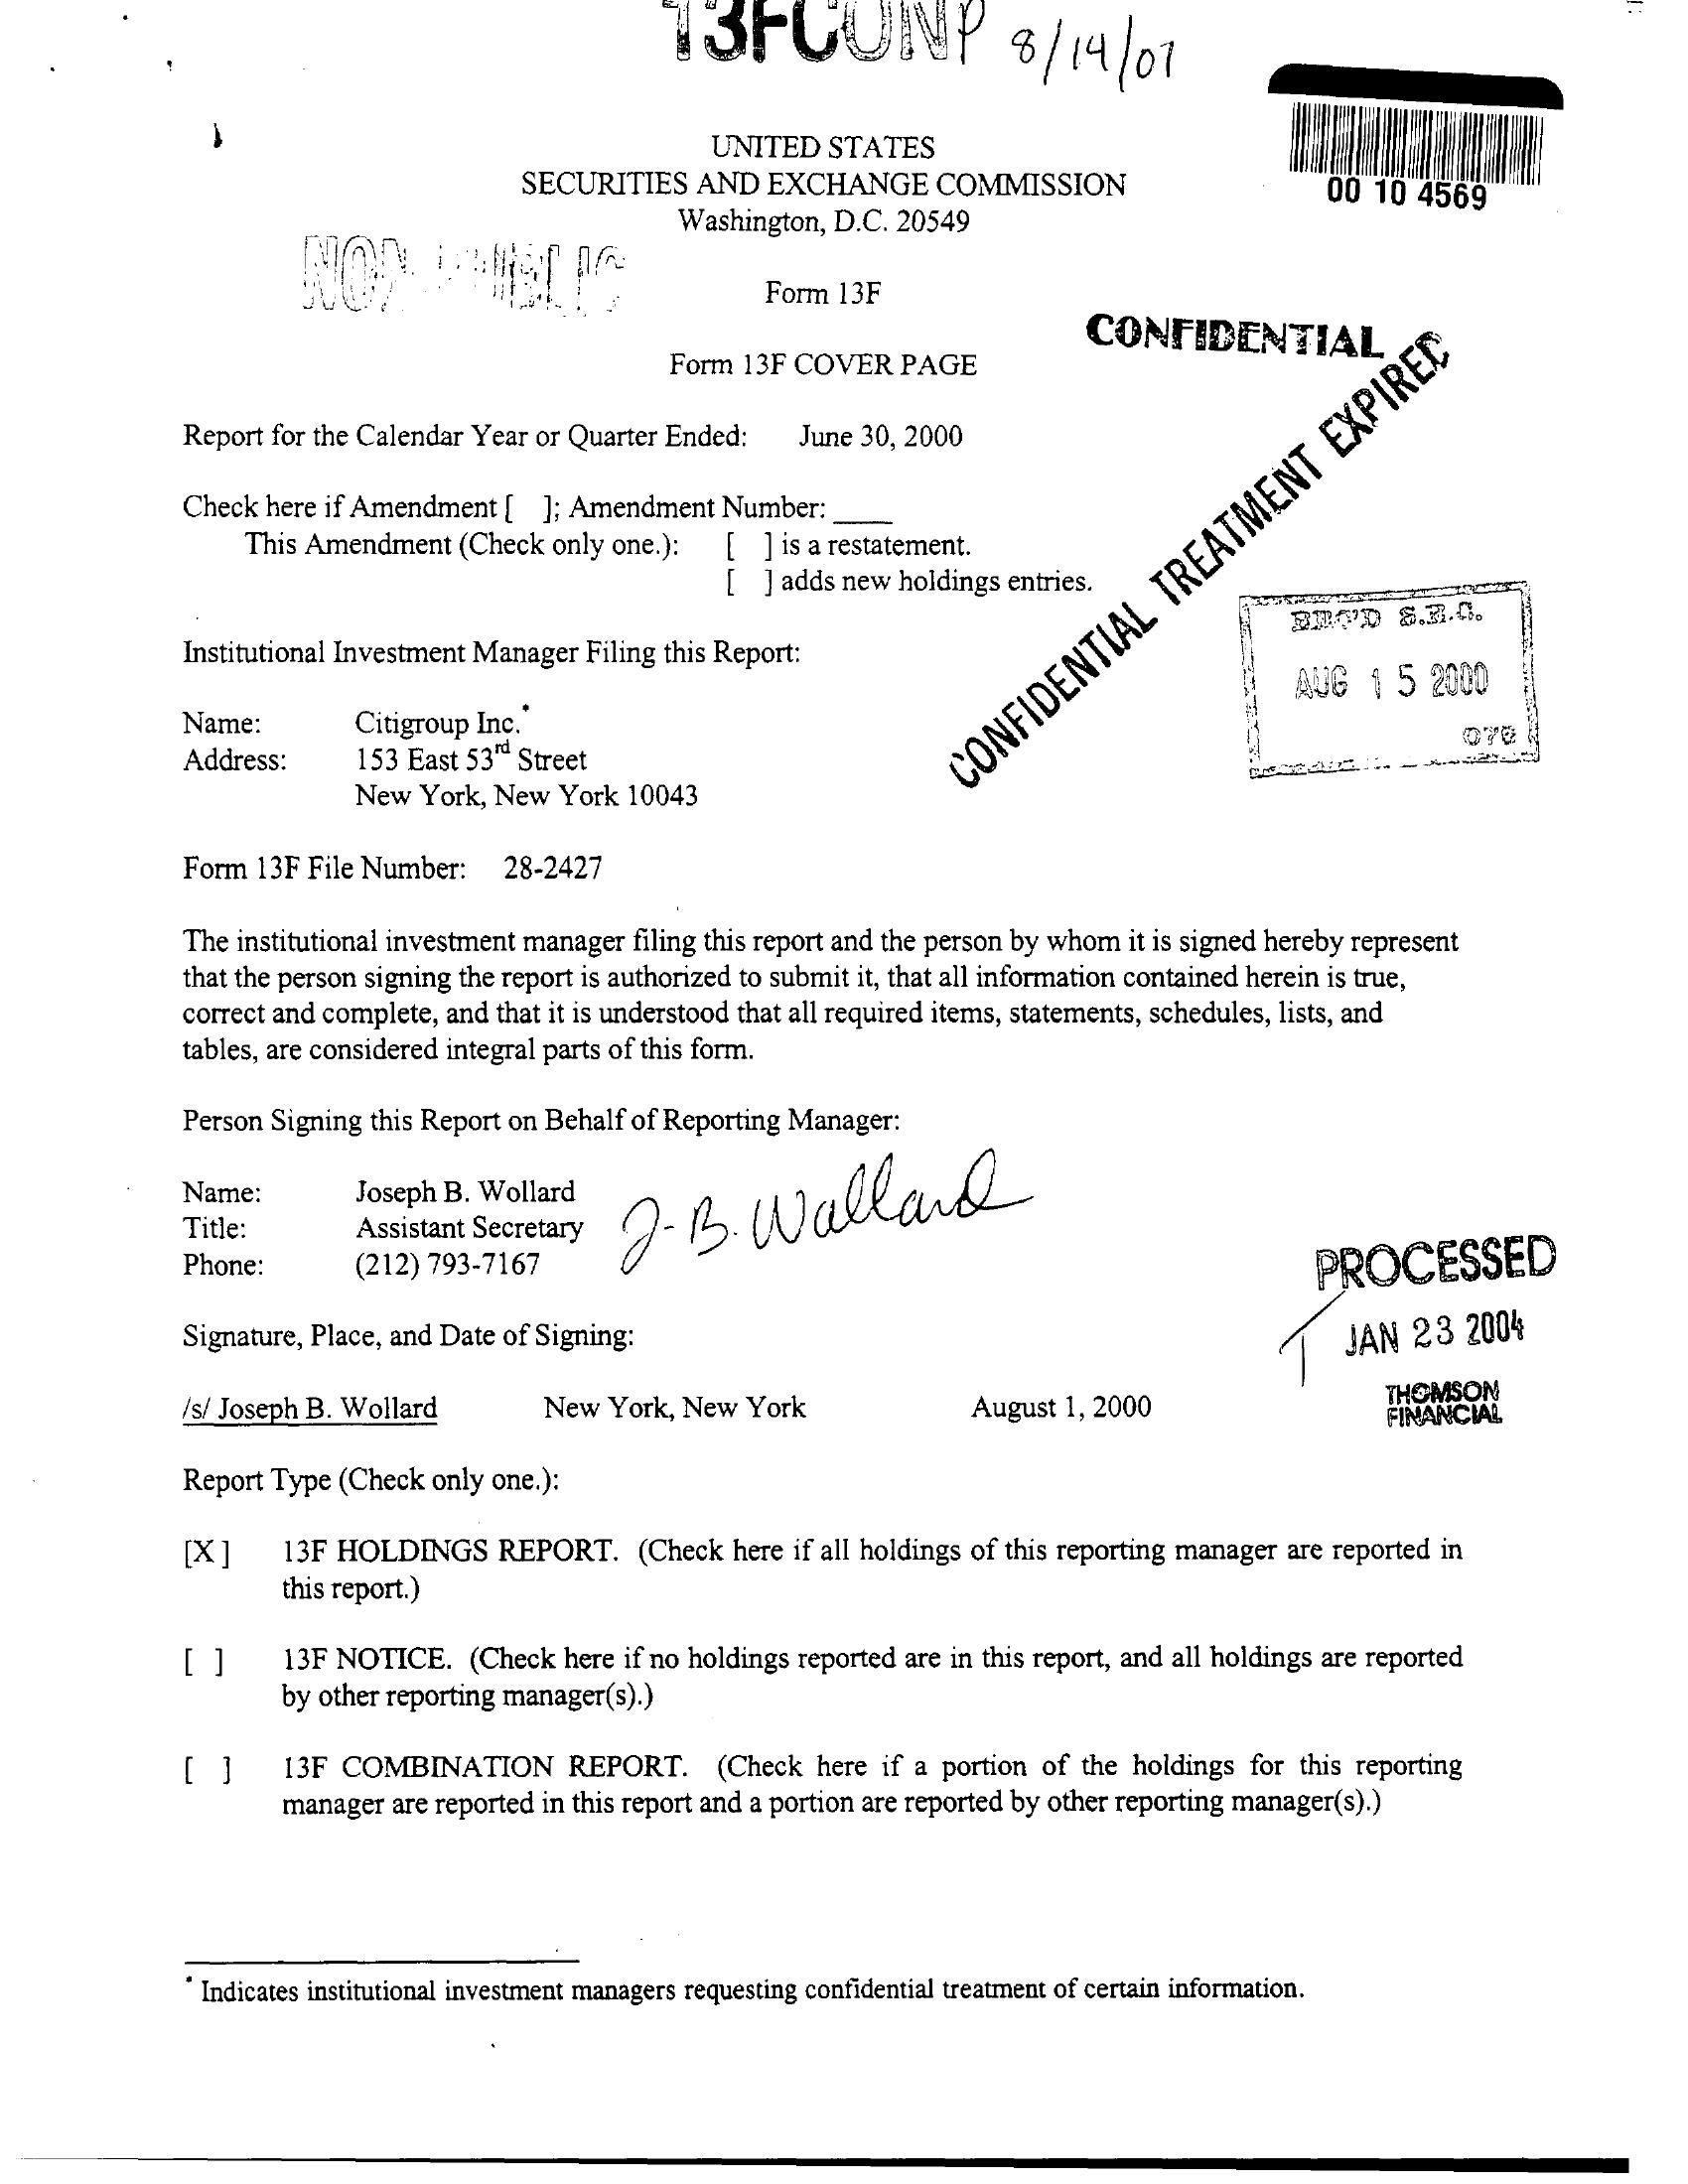 13FCONP 8/14/07
00 10 4569
UNITED STATES
SECURITIES AND EXCHANGE COMMISSION
Washington, D.C. 20549
NON-PUBLIC
Form 13F
CONFIDENTIAL
Form 13F COVER PAGE
CONFIDENTIAL TREATMENT EXPIRED
Report for the Calendar Year or Quarter Ended: June 30, 2000
Check here if Amendment [ ]; Amendment Number: ____
This Amendment (Check only one.): [ ] is a restatement.
[ ] adds new holdings entries.
REC'D S.E.C.
AUG 15 2000
Institutional Investment Manager Filing this Report:
Name: Citigroup Inc.*
Address: 153 East 53rd Street
New York, New York 10043
Form 13F File Number: 28-2427
The institutional investment manager filing this report and the person by whom it is signed hereby represent
that the person signing the report is authorized to submit it, that all information contained herein is true,
correct and complete, and that it is understood that all required items, statements, schedules, lists, and
tables, are considered integral parts of this form.
Person Signing this Report on Behalf of Reporting Manager:
Name: Joseph B. Wollard
Title: Assistant Secretary
Phone: (212) 793-7167
J. B. Wollard
PROCESSED
JAN 23 2004
THOMSON
FINANCIAL
Signature, Place, and Date of Signing:
/s/ Joseph B. Wollard New York, New York August 1, 2000
Report Type (Check only one.):
[X] 13F HOLDINGS REPORT. (Check here if all holdings of this reporting manager are reported in
this report.)
[ ] 13F NOTICE. (Check here if no holdings reported are in this report, and all holdings are reported
by other reporting manager(s).)
[ ] 13F COMBINATION REPORT. (Check here if a portion of the holdings for this reporting
manager are reported in this report and a portion are reported by other reporting manager(s).)
* Indicates institutional investment managers requesting confidential treatment of certain information.